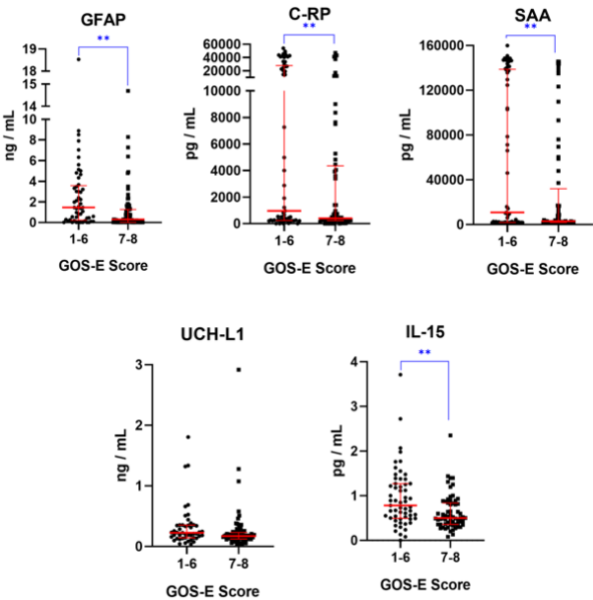 GFAP
**
19
18
15
14
10
8
6
4
2
0
ng / mL
1-6 7-8
GOS-E Score
C-RP
**
60000
40000
20000
10000
8000
6000
4000
2000
0
pg / mL
1-6 7-8
GOS-E Score
SAA
**
160000
120000
80000
40000
0
pg / mL
1-6 7-8
GOS-E Score
UCH-L1
3
2
1
0
ng / mL
1-6 7-8
GOS-E Score
IL-15
**
4
3
2
1
0
pg / mL
1-6 7-8
GOS-E Score